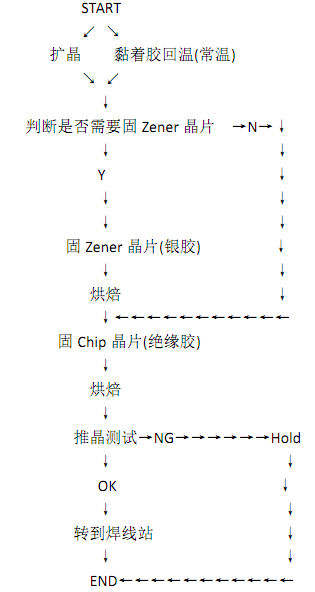 START
扩晶 黏着胶回温(常温)
判断是否需要固 Zener 晶片 →N→↓
Y
固 Zener 晶片(银胶)
烘焙
固 Chip 晶片(绝缘胶)
烘焙
推晶测试→NG→→→→→→Hold
OK
转到焊线站
END←←←←←←←←←←←